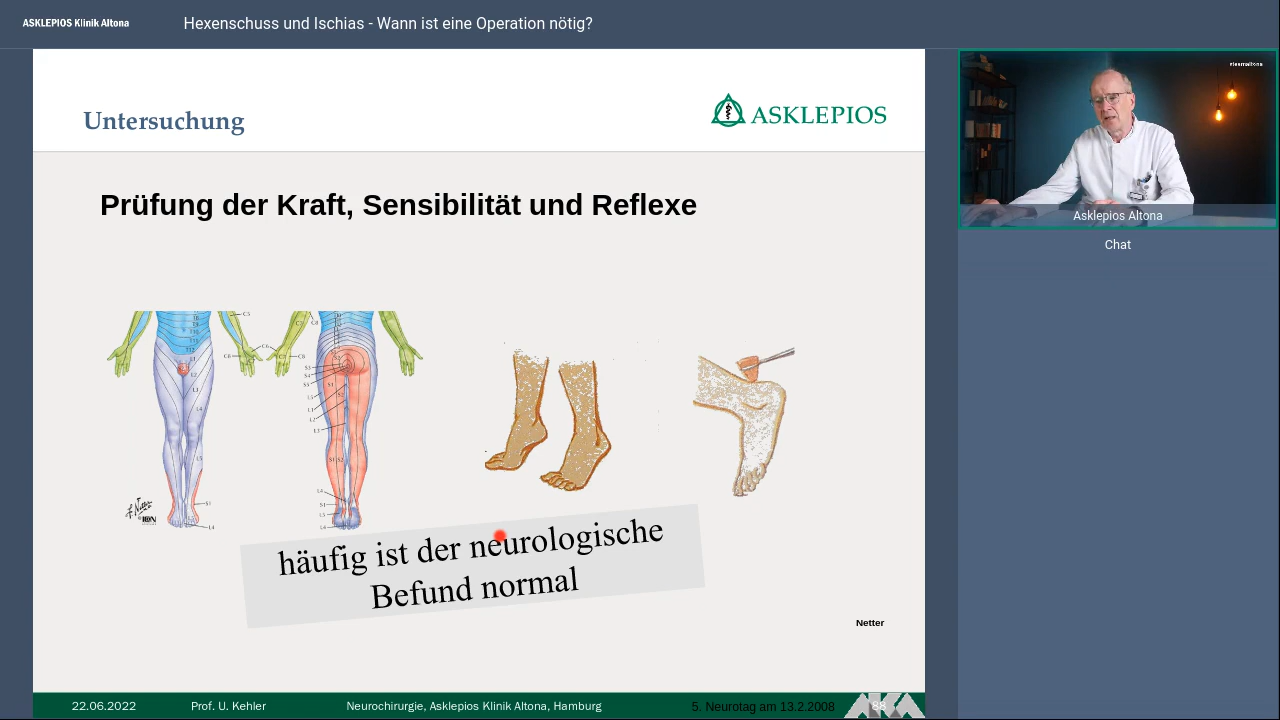 ASKLEPIOS Klinik Altona
Hexenschuss und Ischias - Wann ist eine Operation nötig?
Untersuchung
ASKLEPIOS
Prüfung der Kraft, Sensibilität und Reflexe
häufig ist der neurologische
Befund normal
Netter
22.06.2022
Prof. U. Kehler
Neurochirurgie, Asklepios Klinik Altona, Hamburg
5. Neurotag am 13.2.2008
88
#teamaltona
Asklepios Altona
Chat